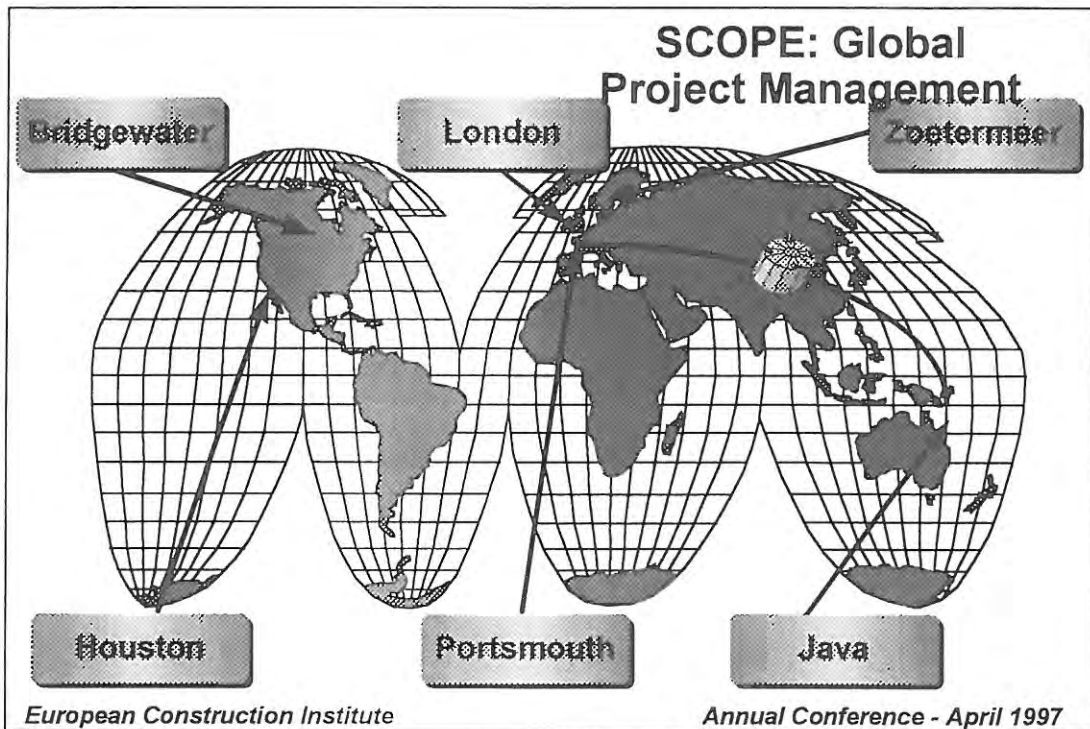 SCOPE: Global
Project Management
Bridgewater
London
Zoetermeer
Houston
Portsmouth
Java
European Construction Institute
Annual Conference - April 1997